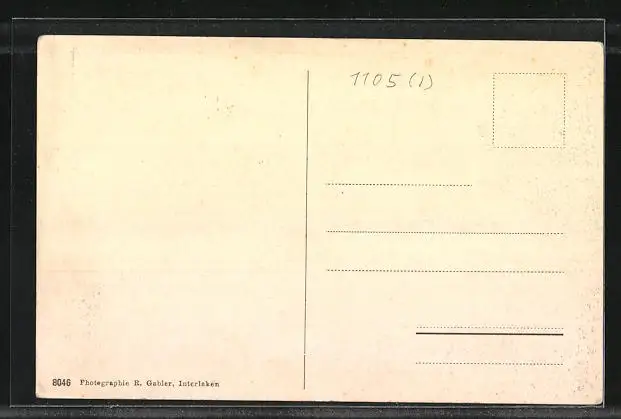 1105 (1)
8046 Photographie R. Gabler, Interlaken